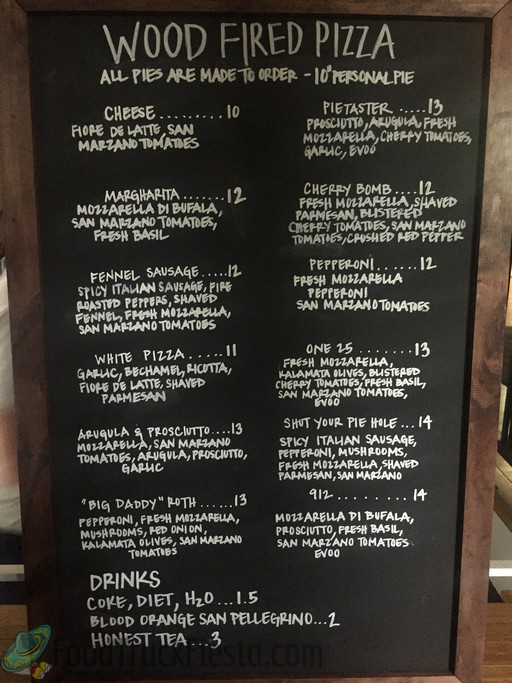 WOOD FIRED PIZZA
ALL PIES ARE MADE TO ORDER - 10" PERSONAL PIE
CHEESE.........10
FIORE DE LATTE, SAN
MARZANO TOMATOES
MARGHARITA.......12
MOZZARELLA DI BUFALA,
SAN MARZANO TOMATOES,
FRESH BASIL
FENNEL SAUSAGE.....12
SPICY ITALIAN SAUSAGE, FIRE
ROASTED PEPPERS, SHAVED
FENNEL, FRESH MOZZARELLA,
SAN MARZANO TOMATOES
WHITE PIZZA.....11
GARLIC, BECHAMEL, RICOTTA,
FIORE DE LATTE, SHAVED
PARMESAN
ARUGULA & PROSCIUTTO....13
MOZZARELLA, SAN MARZANO
TOMATOES, ARUGULA, PROSCIUTTO,
GARLIC
"BIG DADDY" ROTH......13
PEPPERONI, FRESH MOZZARELLA,
MUSHROOMS, RED ONION,
KALAMATA OLIVES, SAN MARZANO
TOMATOES
PIETASTER.....13
PROSCIUTTO, ARUGULA, FRESH
MOZZARELLA, CHERRY TOMATOES,
GARLIC, EVOO
CHERRY BOMB....12
FRESH MOZZARELLA, SHAVED
PARMESAN, BLISTERED
CHERRY TOMATOES, SAN MARZANO
TOMATOES, CRUSHED RED PEPPER
PEPPERONI......12
FRESH MOZZARELLA
PEPPERONI
SAN MARZANO TOMATOES
ONE 25........13
FRESH MOZZARELLA,
KALAMATA OLIVES, BLISTERED
CHERRY TOMATOES, FRESH BASIL,
SAN MARZANO TOMATOES,
EVOO
SHUT YOUR PIE HOLE...14
SPICY ITALIAN SAUSAGE,
PEPPERONI, MUSHROOMS,
FRESH MOZZARELLA, SHAVED
PARMESAN, SAN MARZANO
912........14
MOZZARELLA DI BUFALA,
PROSCIUTTO, FRESH BASIL,
SAN MARZANO TOMATOES
EVOO
DRINKS
COKE, DIET, H2O...1.5
BLOOD ORANGE SAN PELLEGRINO...2
HONEST TEA...3
FoodTruckFiesta.com